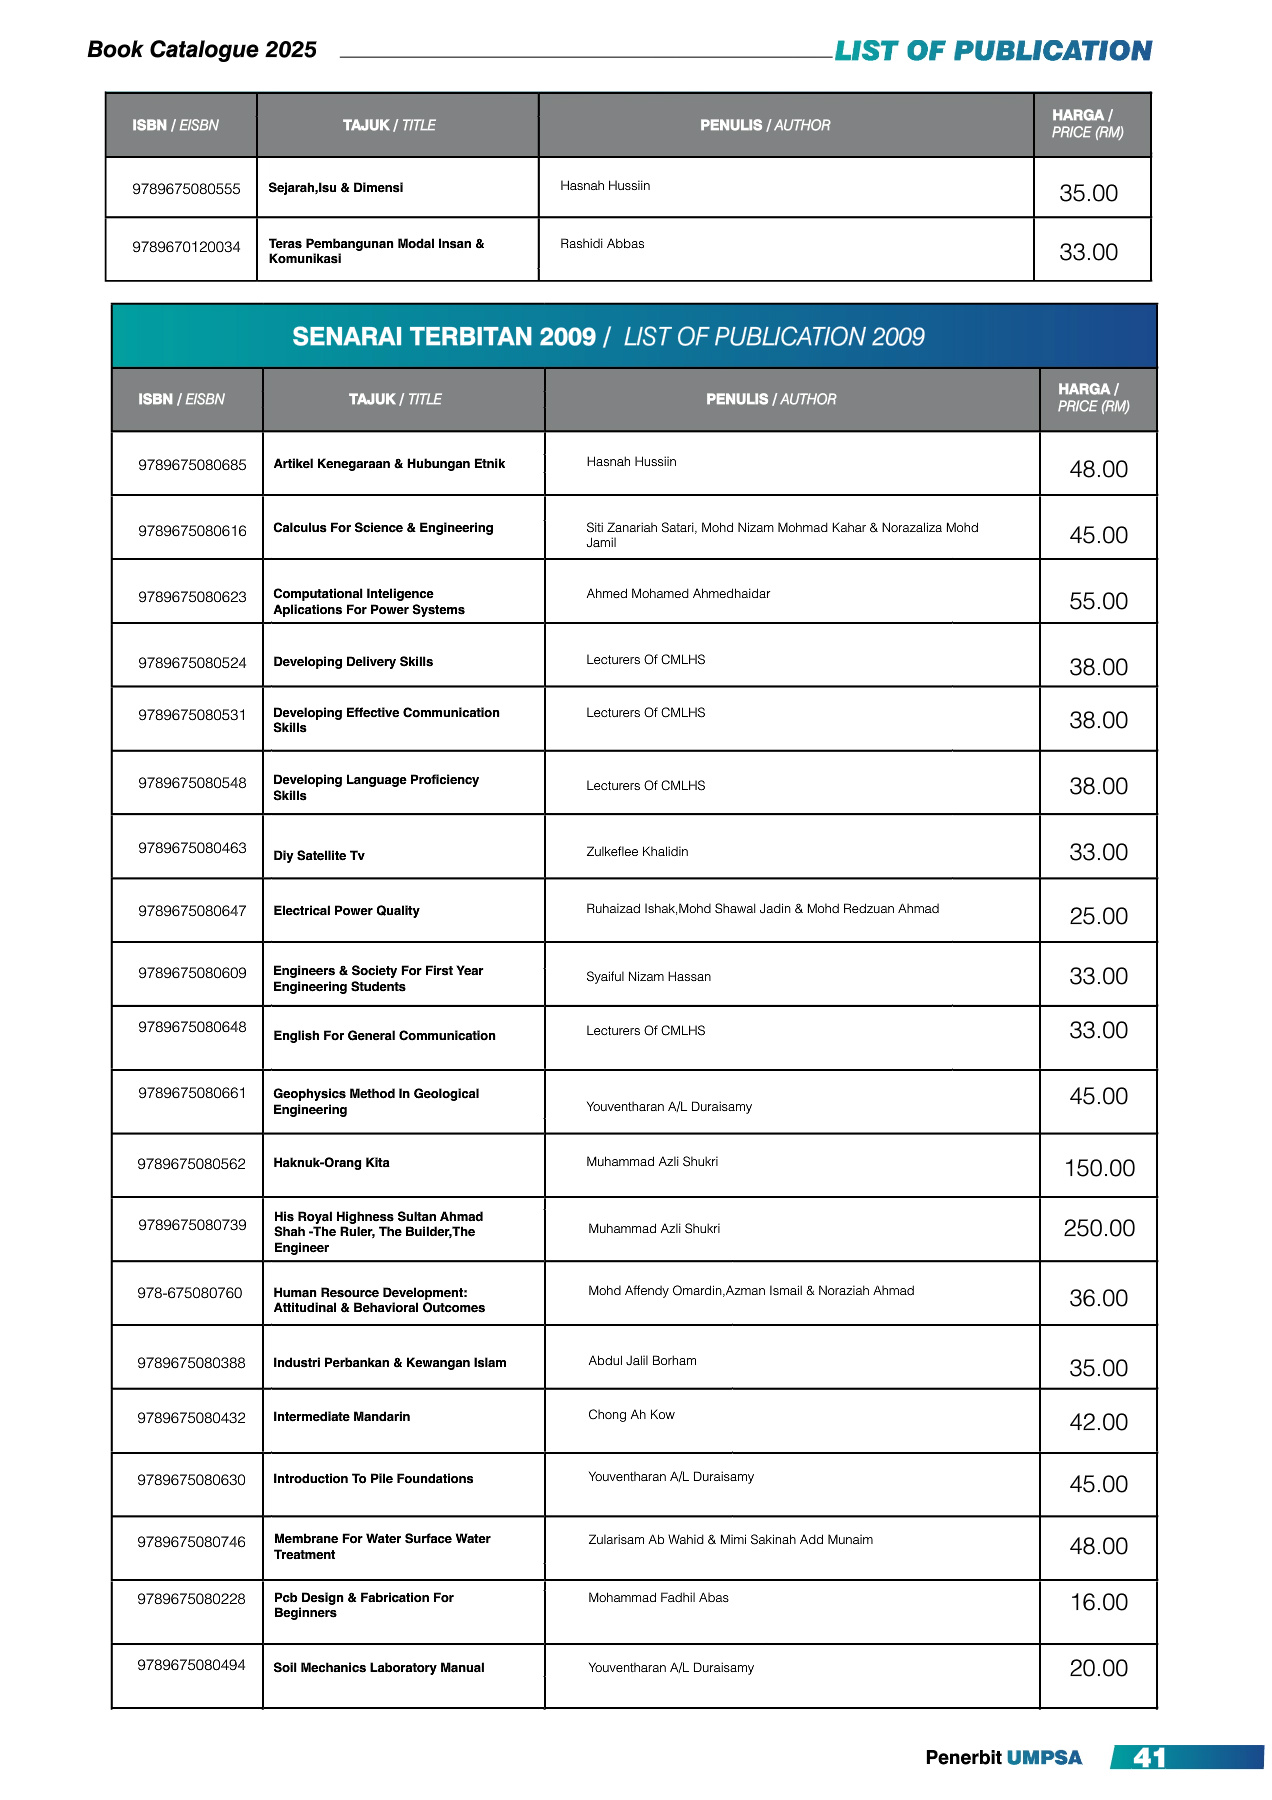 Book Catalogue 2025
LIST OF PUBLICATION
ISBN / EISBN
TAJUK / TITLE
PENULIS / AUTHOR
HARGA /
PRICE (RM)
9789675080555
Sejarah,Isu & Dimensi
Hasnah Hussiin
35.00
9789670120034
Teras Pembangunan Modal Insan &
Komunikasi
Rashidi Abbas
33.00
SENARAI TERBITAN 2009 / LIST OF PUBLICATION 2009
ISBN / EISBN
TAJUK / TITLE
PENULIS / AUTHOR
HARGA /
PRICE (RM)
9789675080685
Artikel Kenegaraan & Hubungan Etnik
Hasnah Hussiin
48.00
9789675080616
Calculus For Science & Engineering
Siti Zanariah Satari, Mohd Nizam Mohmad Kahar & Norazaliza Mohd
Jamil
45.00
9789675080623
Computational Inteligence
Aplications For Power Systems
Ahmed Mohamed Ahmedhaidar
55.00
9789675080524
Developing Delivery Skills
Lecturers Of CMLHS
38.00
9789675080531
Developing Effective Communication
Skills
Lecturers Of CMLHS
38.00
9789675080548
Developing Language Proficiency
Skills
Lecturers Of CMLHS
38.00
9789675080463
Diy Satellite Tv
Zulkeflee Khalidin
33.00
9789675080647
Electrical Power Quality
Ruhaizad Ishak,Mohd Shawal Jadin & Mohd Redzuan Ahmad
25.00
9789675080609
Engineers & Society For First Year
Engineering Students
Syaiful Nizam Hassan
33.00
9789675080648
English For General Communication
Lecturers Of CMLHS
33.00
9789675080661
Geophysics Method In Geological
Engineering
Youventharan A/L Duraisamy
45.00
9789675080562
Haknuk-Orang Kita
Muhammad Azli Shukri
150.00
9789675080739
His Royal Highness Sultan Ahmad
Shah -The Ruler, The Builder,The
Engineer
Muhammad Azli Shukri
250.00
978-675080760
Human Resource Development:
Attitudinal & Behavioral Outcomes
Mohd Affendy Omardin,Azman Ismail & Noraziah Ahmad
36.00
9789675080388
Industri Perbankan & Kewangan Islam
Abdul Jalil Borham
35.00
9789675080432
Intermediate Mandarin
Chong Ah Kow
42.00
9789675080630
Introduction To Pile Foundations
Youventharan A/L Duraisamy
45.00
9789675080746
Membrane For Water Surface Water
Treatment
Zularisam Ab Wahid & Mimi Sakinah Add Munaim
48.00
9789675080228
Pcb Design & Fabrication For
Beginners
Mohammad Fadhil Abas
16.00
9789675080494
Soil Mechanics Laboratory Manual
Youventharan A/L Duraisamy
20.00
Penerbit UMPSA
41